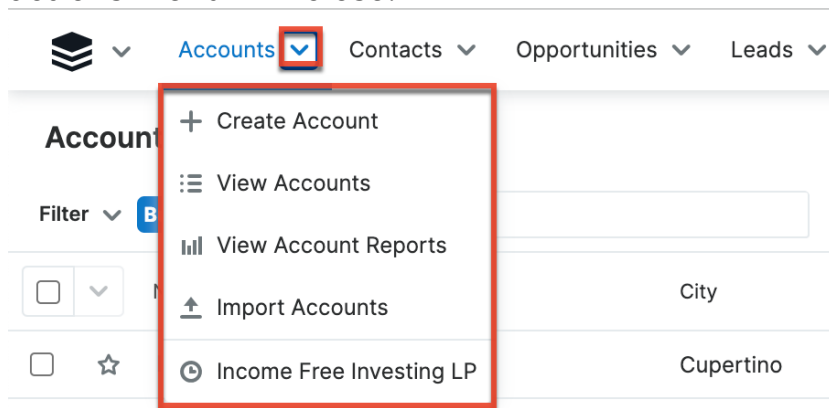 Accounts Contacts Opportunities Leads
Account
Create Account
View Accounts
Filter B
View Account Reports
City
Import Accounts
Income Free Investing LP
Cupertino